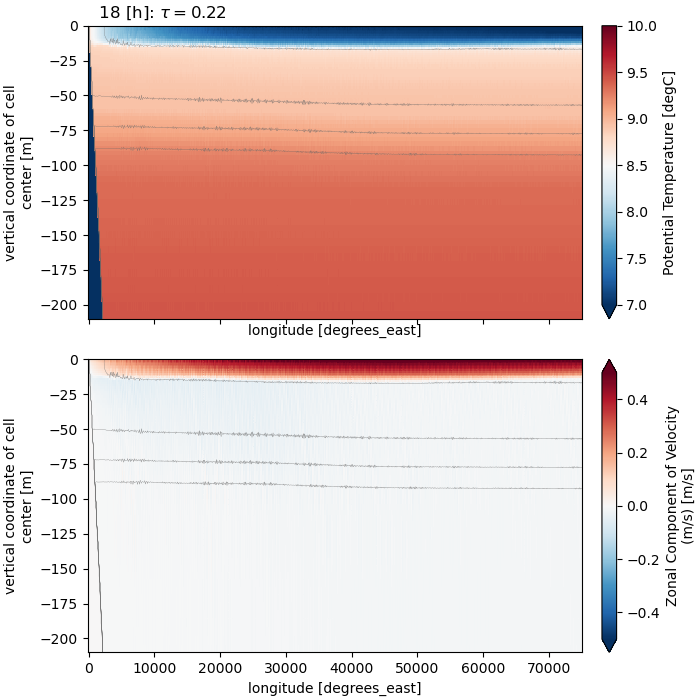 18 [h]: τ = 0.22
0
−25
−50
−75
−100
−125
−150
−175
−200
vertical coordinate of cell
center [m]
longitude [degrees_east]
10.0
9.5
9.0
8.5
8.0
7.5
7.0
Potential Temperature [degC]
0
−25
−50
−75
−100
−125
−150
−175
−200
vertical coordinate of cell
center [m]
0 10000 20000 30000 40000 50000 60000 70000
longitude [degrees_east]
0.4
0.2
0.0
−0.2
−0.4
Zonal Component of Velocity
(m/s) [m/s]